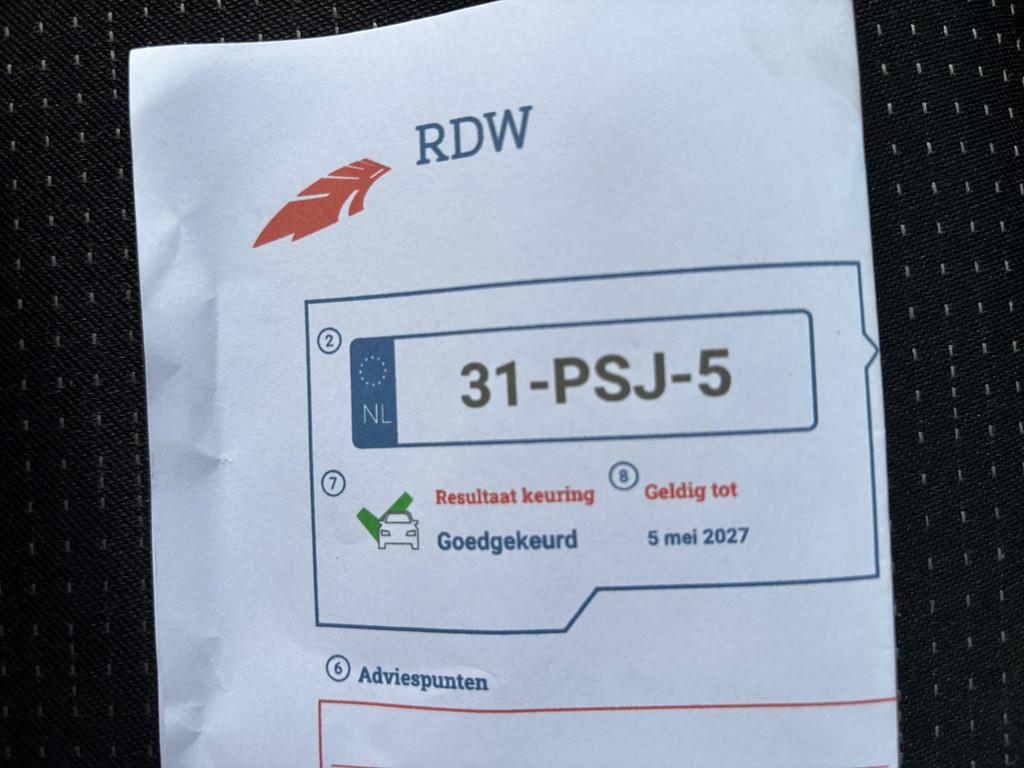 RDW
2
NL
31-PSJ-5
7
Resultaat keuring
Goedgekeurd
8
Geldig tot
5 mei 2027
6 Adviespunten